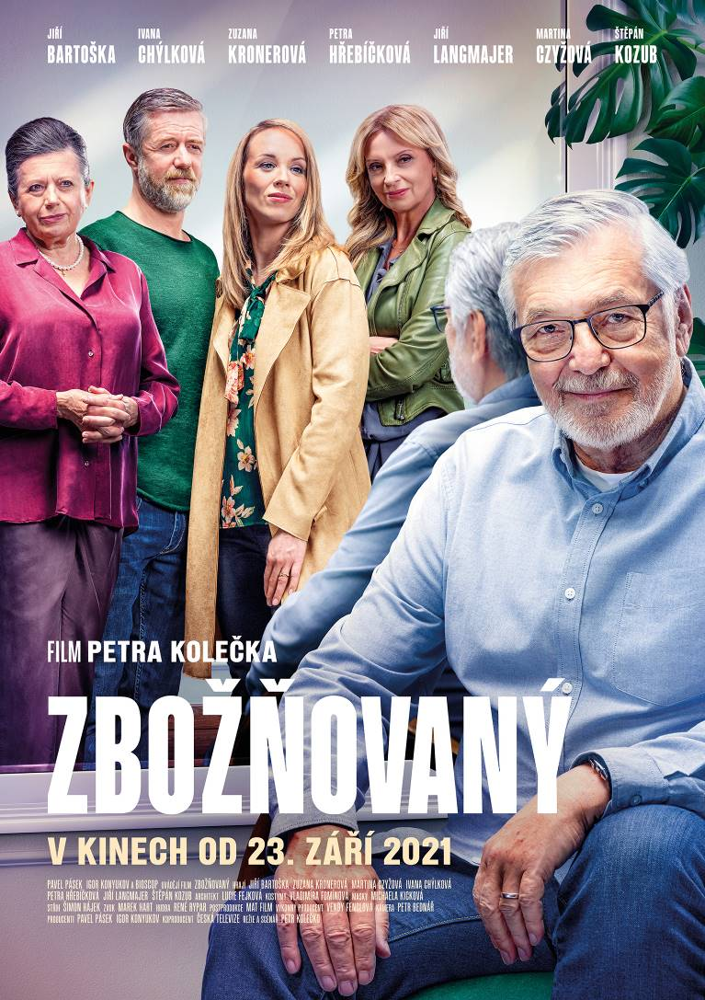 JIŘÍ BARTOŠKA
IVANA CHÝLKOVÁ
ZUZANA KRONEROVÁ
PETRA HŘEBÍČKOVÁ
JIŘÍ LANGMAJER
MARTINA CZYŽOVÁ
ŠTĚPÁN KOZUB
FILM PETRA KOLEČKA
ZBOŽŇOVANÝ
V KINECH OD 23. ZÁŘÍ 2021
PAVEL PÁSEK IGOR KONYUKOV A BIOSCOP UVÁDĚJÍ FILM ZBOŽŇOVANÝ HRAJÍ JIŘÍ BARTOŠKA ZUZANA KRONEROVÁ MARTINA CZYŽOVÁ IVANA CHÝLKOVÁ
PETRA HŘEBÍČKOVÁ JIŘÍ LANGMAJER ŠTĚPÁN KOZUB ARCHITEKT LUCIE FEJKOVÁ KOSTÝMY VLADIMÍRA FOMÍNOVÁ MASKY MICHAELA KICKOVÁ
STŘIH ŠIMON HÁJEK ZVUK MAREK HART HUDBA RENÉ RYPAR POSTPRODUKCE MAT FILM VÝKONNÝ PRODUCENT VENDY FENCLOVÁ KAMERA PETR BEDNÁŘ
PRODUCENTI PAVEL PÁSEK IGOR KONYUKOV KOPRODUCENT ČESKÁ TELEVIZE REŽIE A SCÉNÁŘ PETR KOLEČKO